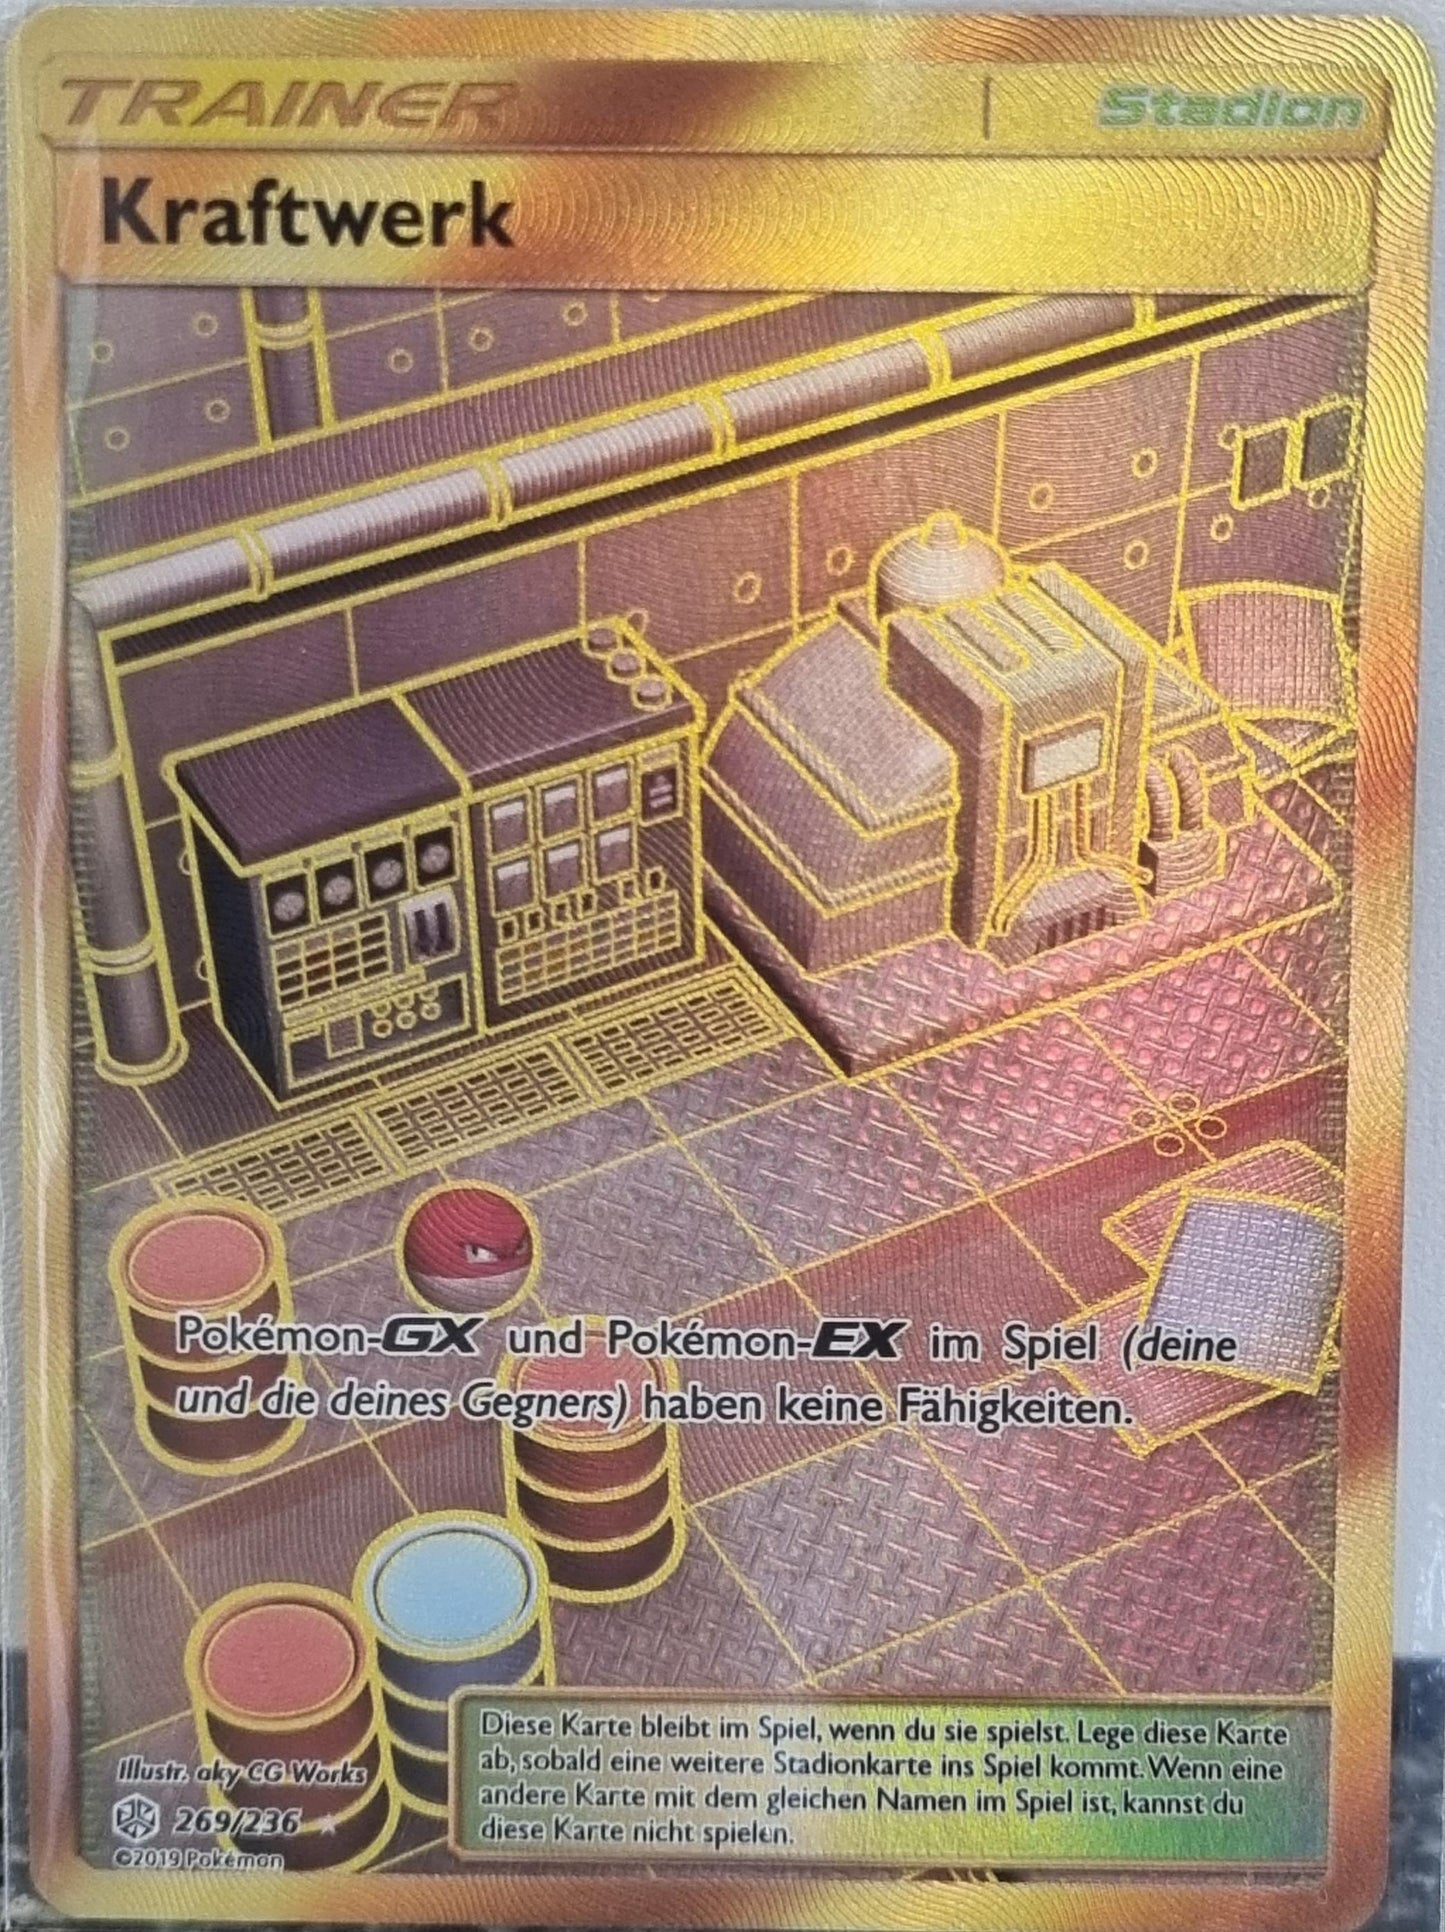 TRAINER
Stadion
Kraftwerk
Pokémon-GX und Pokémon-EX im Spiel (deine
und die deines Gegners) haben keine Fähigkeiten.
Diese Karte bleibt im Spiel, wenn du sie spielst. Lege diese Karte
ab, sobald eine weitere Stadionkarte ins Spiel kommt. Wenn eine
andere Karte mit dem gleichen Namen im Spiel ist, kannst du
diese Karte nicht spielen.
Illustr. aky CG Works
269/236
©2019 Pokémon